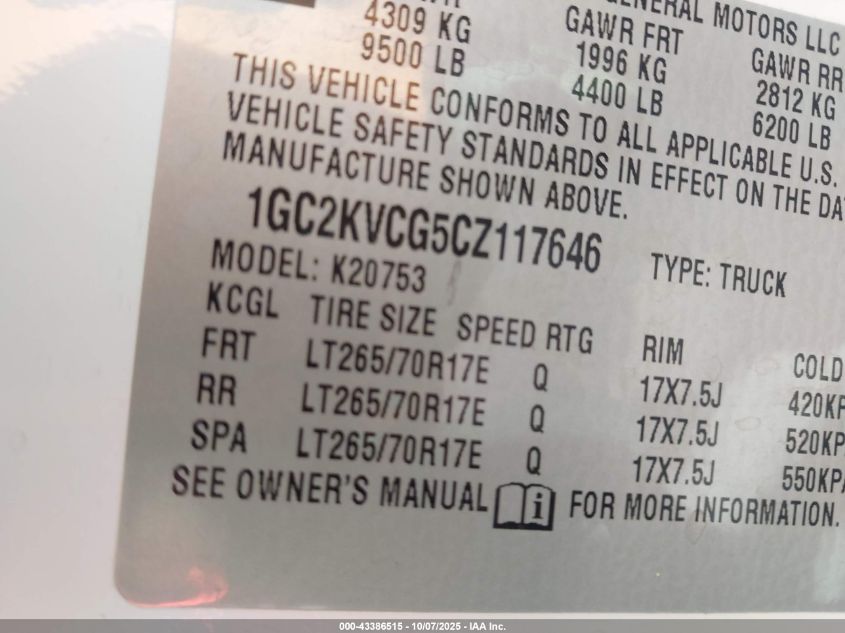 GENERAL MOTORS LLC
4309 KG GAWR FRT GAWR RR
9500 LB 1996 KG 2812 KG
4400 LB 6200 LB
THIS VEHICLE CONFORMS TO ALL APPLICABLE U.S.
VEHICLE SAFETY STANDARDS IN EFFECT ON THE DA
MANUFACTURE SHOWN ABOVE.
1GC2KVCG5CZ117646 TYPE: TRUCK
MODEL: K20753
KCGL TIRE SIZE SPEED RTG RIM COLD
FRT LT265/70R17E Q 17X7.5J 420KP
RR LT265/70R17E Q 17X7.5J 520KP
SPA LT265/70R17E Q 17X7.5J 550KPA
SEE OWNER'S MANUAL i FOR MORE INFORMATION.
000-43386515 - 10/07/2025 - IAA Inc.